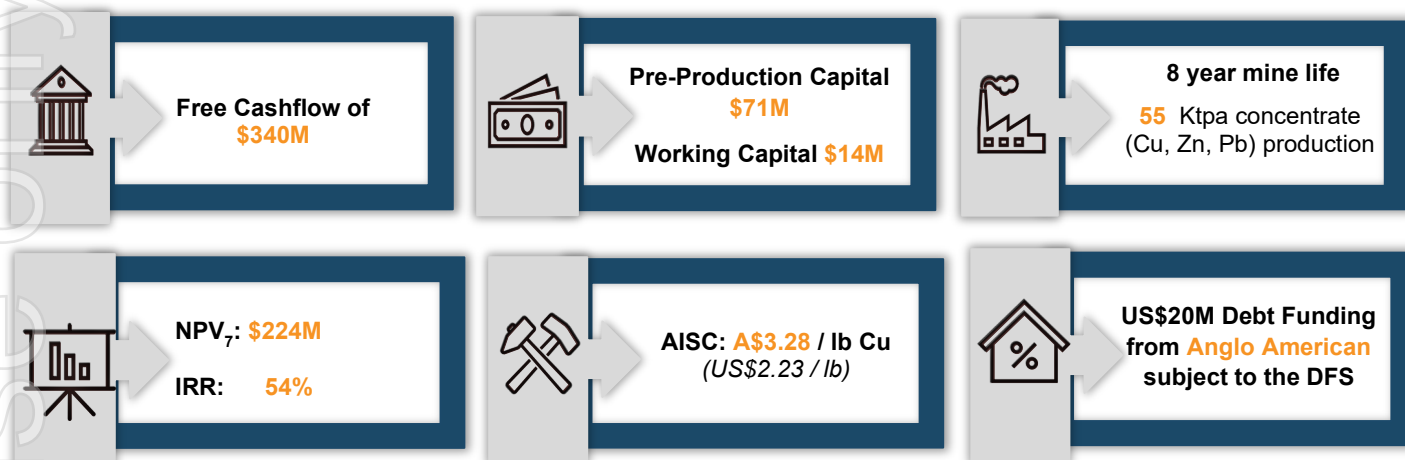 Free Cashflow of
$340M
Pre-Production Capital
$71M
Working Capital $14M
8 year mine life
55 Ktpa concentrate
(Cu, Zn, Pb) production
NPV7: $224M
IRR: 54%
AISC: A$3.28 / lb Cu
(US$2.23 / lb)
US$20M Debt Funding
from Anglo American
subject to the DFS